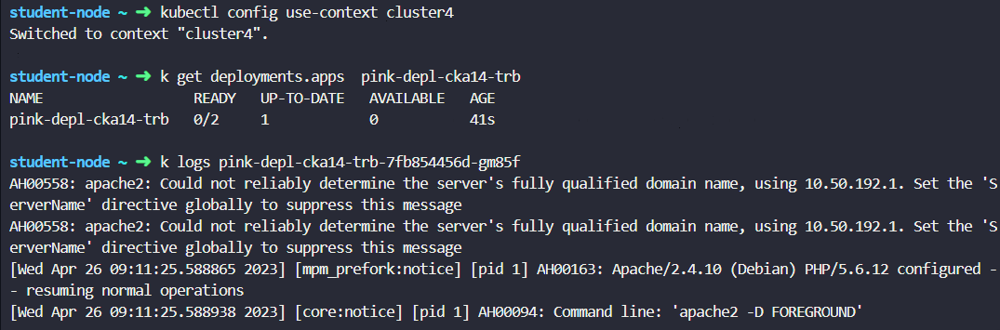 student-node ~ ➜ kubectl config use-context cluster4
Switched to context "cluster4".
student-node ~ ➜ k get deployments.apps  pink-depl-cka14-trb
NAME                  READY   UP-TO-DATE   AVAILABLE   AGE
pink-depl-cka14-trb   0/2     1            0           41s
student-node ~ ➜ k logs pink-depl-cka14-trb-7fb854456d-gm85f
AH00558: apache2: Could not reliably determine the server's fully qualified domain name, using 10.50.192.1. Set the 'S
erverName' directive globally to suppress this message
AH00558: apache2: Could not reliably determine the server's fully qualified domain name, using 10.50.192.1. Set the 'S
erverName' directive globally to suppress this message
[Wed Apr 26 09:11:25.588865 2023] [mpm_prefork:notice] [pid 1] AH00163: Apache/2.4.10 (Debian) PHP/5.6.12 configured -
- resuming normal operations
[Wed Apr 26 09:11:25.588938 2023] [core:notice] [pid 1] AH00094: Command line: 'apache2 -D FOREGROUND'